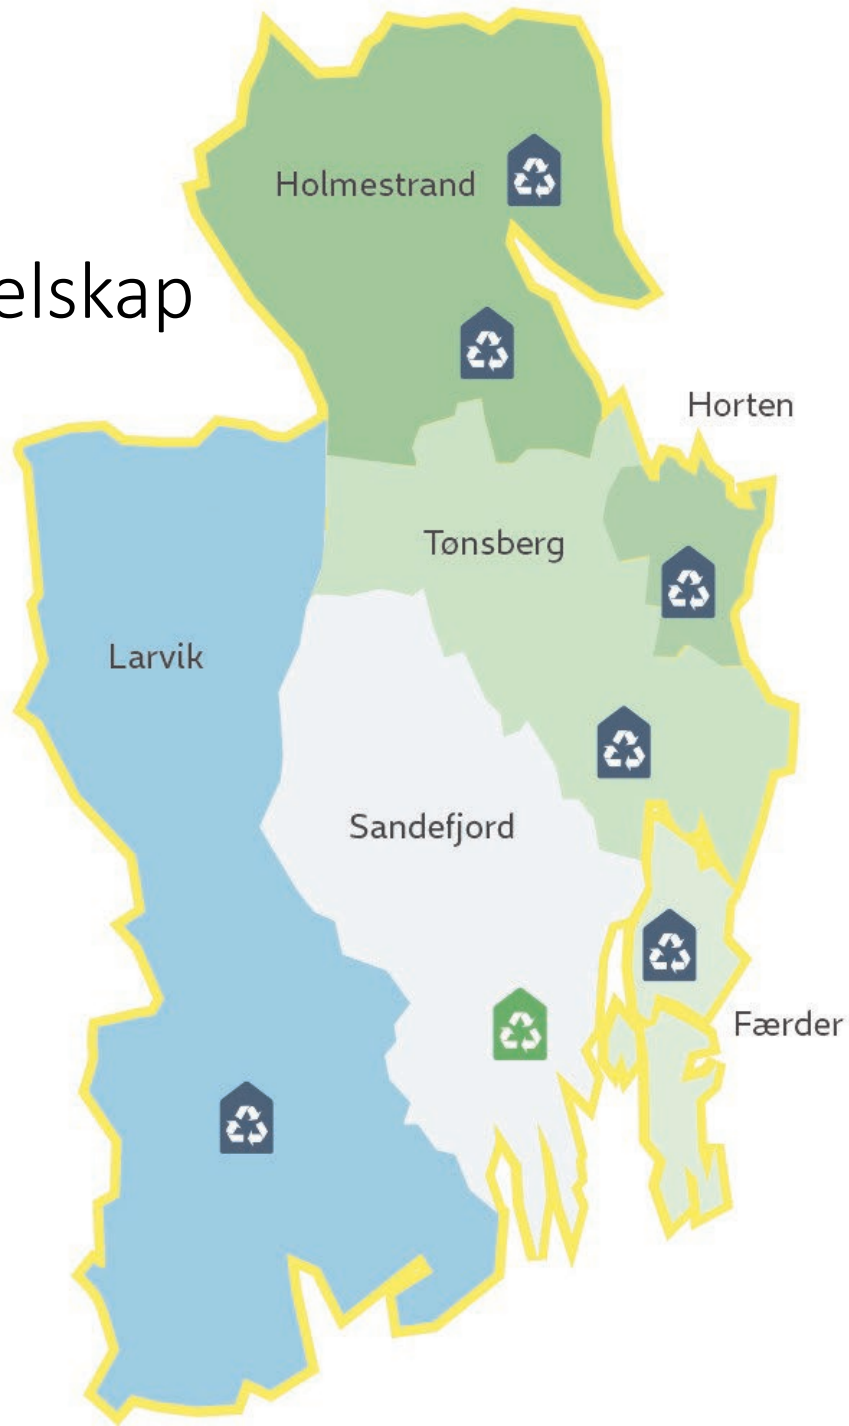 Holmestrand
elskap
Horten
Tønsberg
Larvik
Sandefjord
Færder